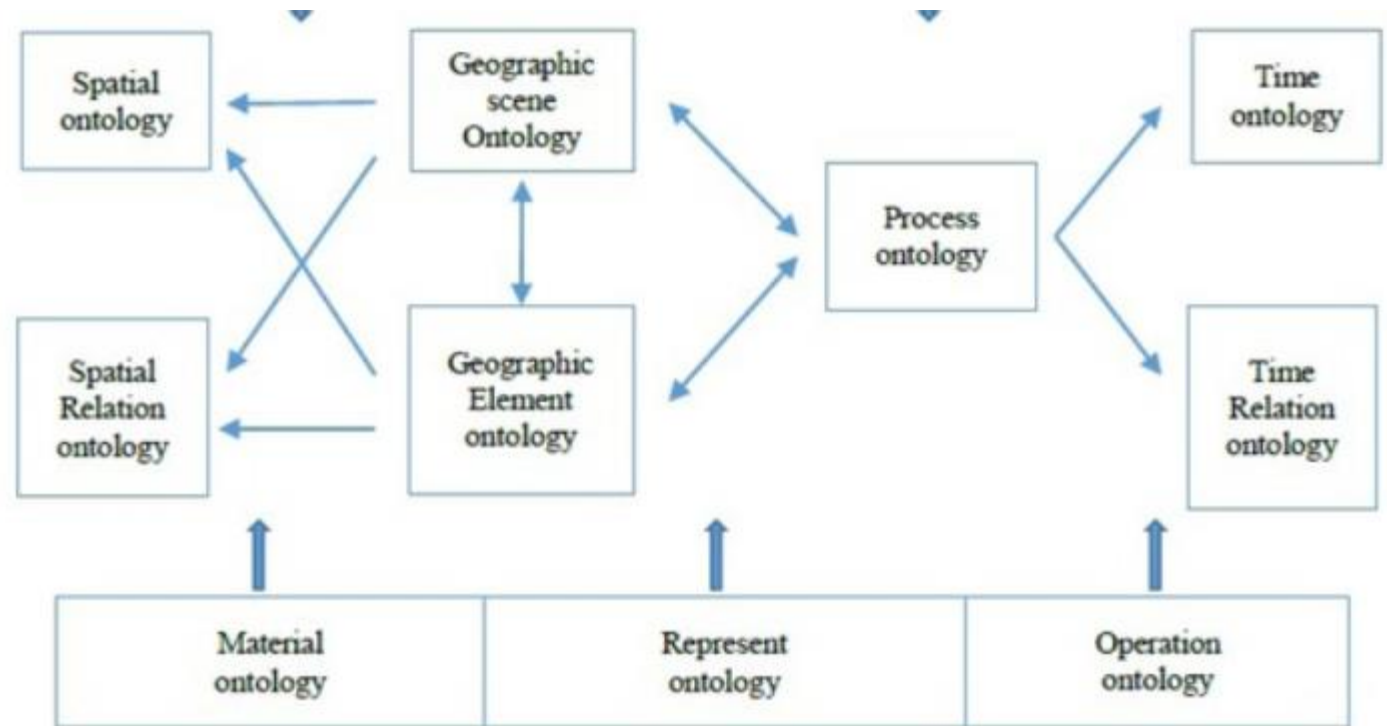 Spatial
ontology
Geographic
scene
Ontology
Time
ontology
Process
ontology
Spatial
Relation
ontology
Geographic
Element
ontology
Time
Relation
ontology
Material
ontology
Represent
ontology
Operation
ontology